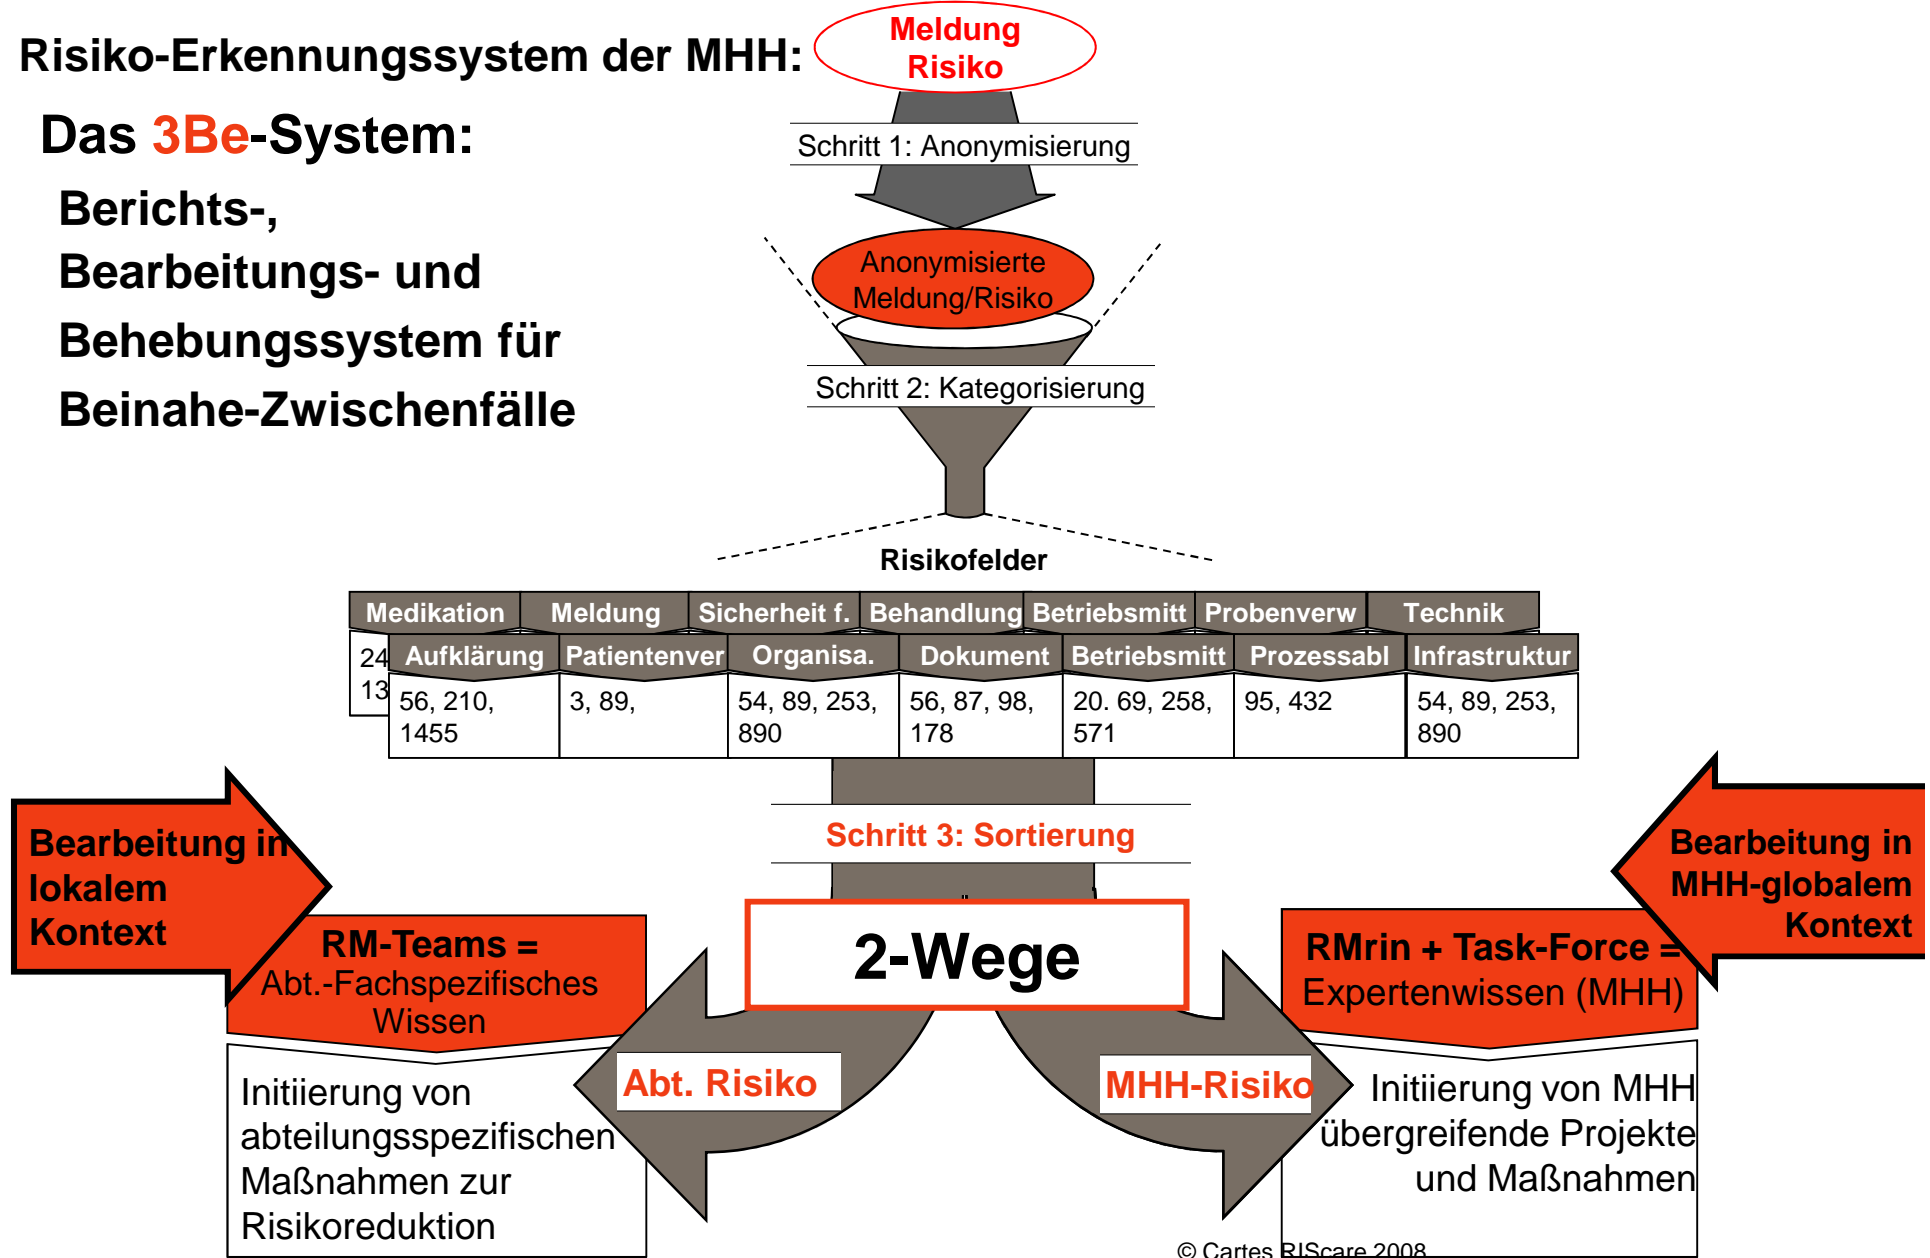 Risiko-Erkennungssystem der MHH:
Das 3Be-System:
Berichts-,
Bearbeitungs- und
Behebungssystem für
Beinahe-Zwischenfälle
Meldung
Risiko
Schritt 1: Anonymisierung
Anonymisierte
Meldung/Risiko
Schritt 2: Kategorisierung
Risikofelder
Medikation Meldung Sicherheit f. Behandlung Betriebsmitt Probenverw Technik
24
13
Aufklärung Patientenver Organisa. Dokument Betriebsmitt Prozessabl Infrastruktur
56, 210, 3, 89, 54, 89, 253, 56, 87, 98, 20. 69, 258, 95, 432 54, 89, 253,
1455 890 178 571 890
Schritt 3: Sortierung
2-Wege
Bearbeitung in
lokalem
Kontext
RM-Teams =
Abt.-Fachspezifisches
Wissen
Abt. Risiko
Initiierung von
abteilungsspezifischen
Maßnahmen zur
Risikoreduktion
Bearbeitung in
MHH-globalem
Kontext
RMrin + Task-Force =
Expertenwissen (MHH)
MHH-Risiko
Initiierung von MHH
übergreifende Projekte
und Maßnahmen
© Cartes RIScare 2008